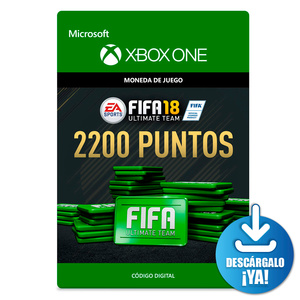 Microsoft
XBOX ONE
MONEDA DE JUEGO
EA
SPORTS
FIFA 18
ULTIMATE TEAM
FIFA
2200 PUNTOS
FIFA
ULTIMATE TEAM
CÓDIGO DIGITAL
DESCÁRGALO
¡YA!